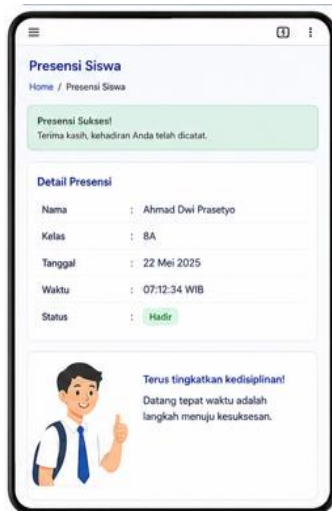 Presensi Siswa
Home / Presensi Siswa
Presensi Sukses!
Terima kasih, kehadiran Anda telah dicatat.
Detail Presensi
Nama : Ahmad Dwi Prasetyo
Kelas : 8A
Tanggal : 22 Mei 2025
Waktu : 07:12:34 WIB
Status : Hadir
Terus tingkatkan kedisiplinan!
Datang tepat waktu adalah
langkah menuju kesuksesan.